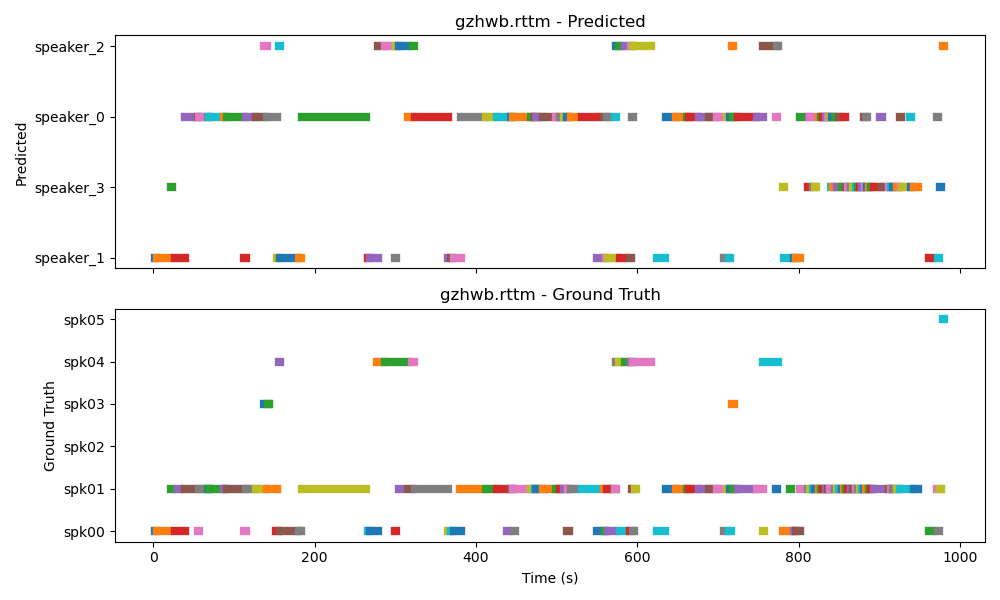 gzhwb.rttm - Predicted
speaker_2
speaker_0
speaker_3
speaker_1
Predicted
gzhwb.rttm - Ground Truth
spk05
spk04
spk03
spk02
spk01
spk00
Ground Truth
0 200 400 600 800 1000
Time (s)